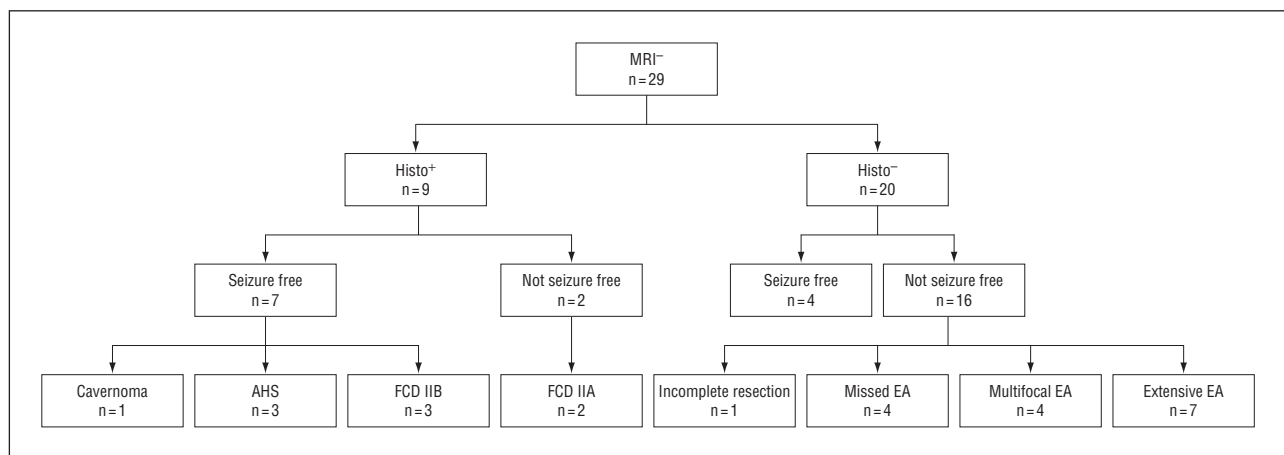 MRI⁻
n=29
Histo⁺
n=9
Histo⁻
n=20
Seizure free
n=7
Not seizure free
n=2
Seizure free
n=4
Not seizure free
n=16
Cavernoma
n=1
AHS
n=3
FCD IIB
n=3
FCD IIA
n=2
Incomplete resection
n=1
Missed EA
n=4
Multifocal EA
n=4
Extensive EA
n=7